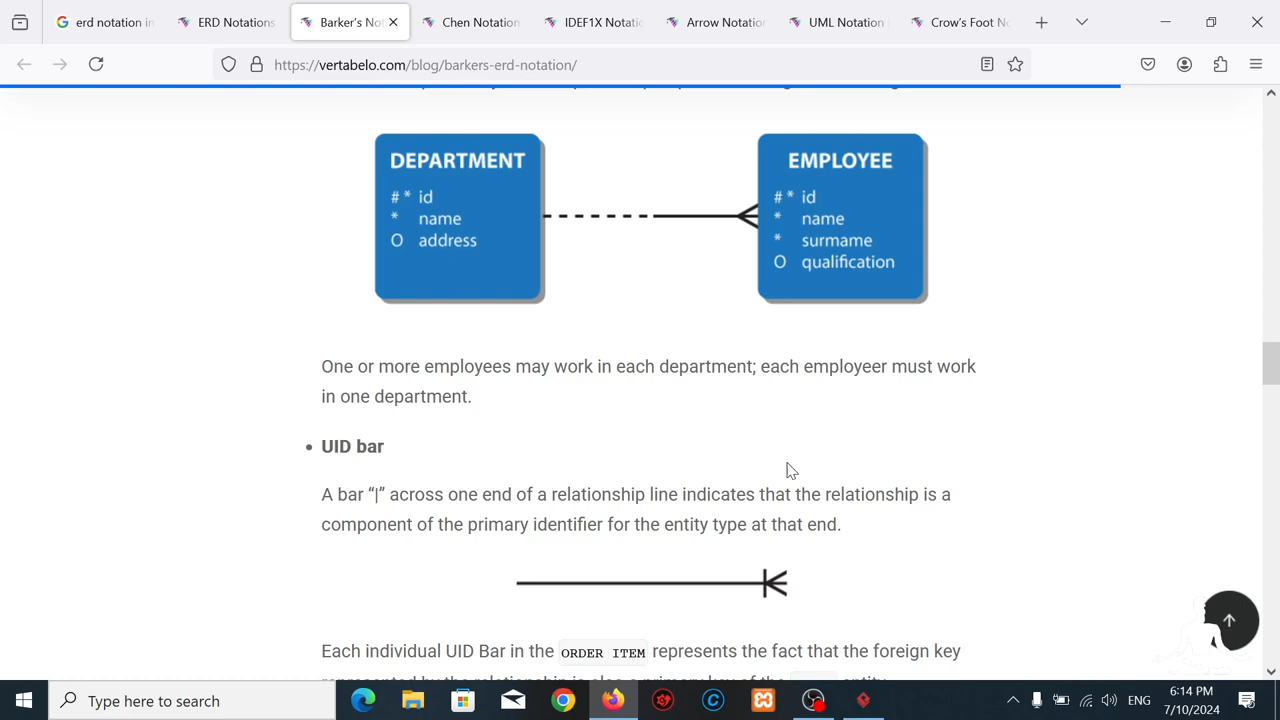 erd notation in
ERD Notations
Barker's No
Chen Notation
IDEF1X Notatio
Arrow Notation
UML Notation
Crow's Foot No
https://vertabelo.com/blog/barkers-erd-notation/
DEPARTMENT
# * id
* name
O address
EMPLOYEE
# * id
* name
* surmame
O qualification
One or more employees may work in each department; each employeer must work
in one department.
• UID bar
A bar “|” across one end of a relationship line indicates that the relationship is a
component of the primary identifier for the entity type at that end.
Each individual UID Bar in the ORDER ITEM represents the fact that the foreign key
Type here to search
ENG
6:14 PM
7/10/2024